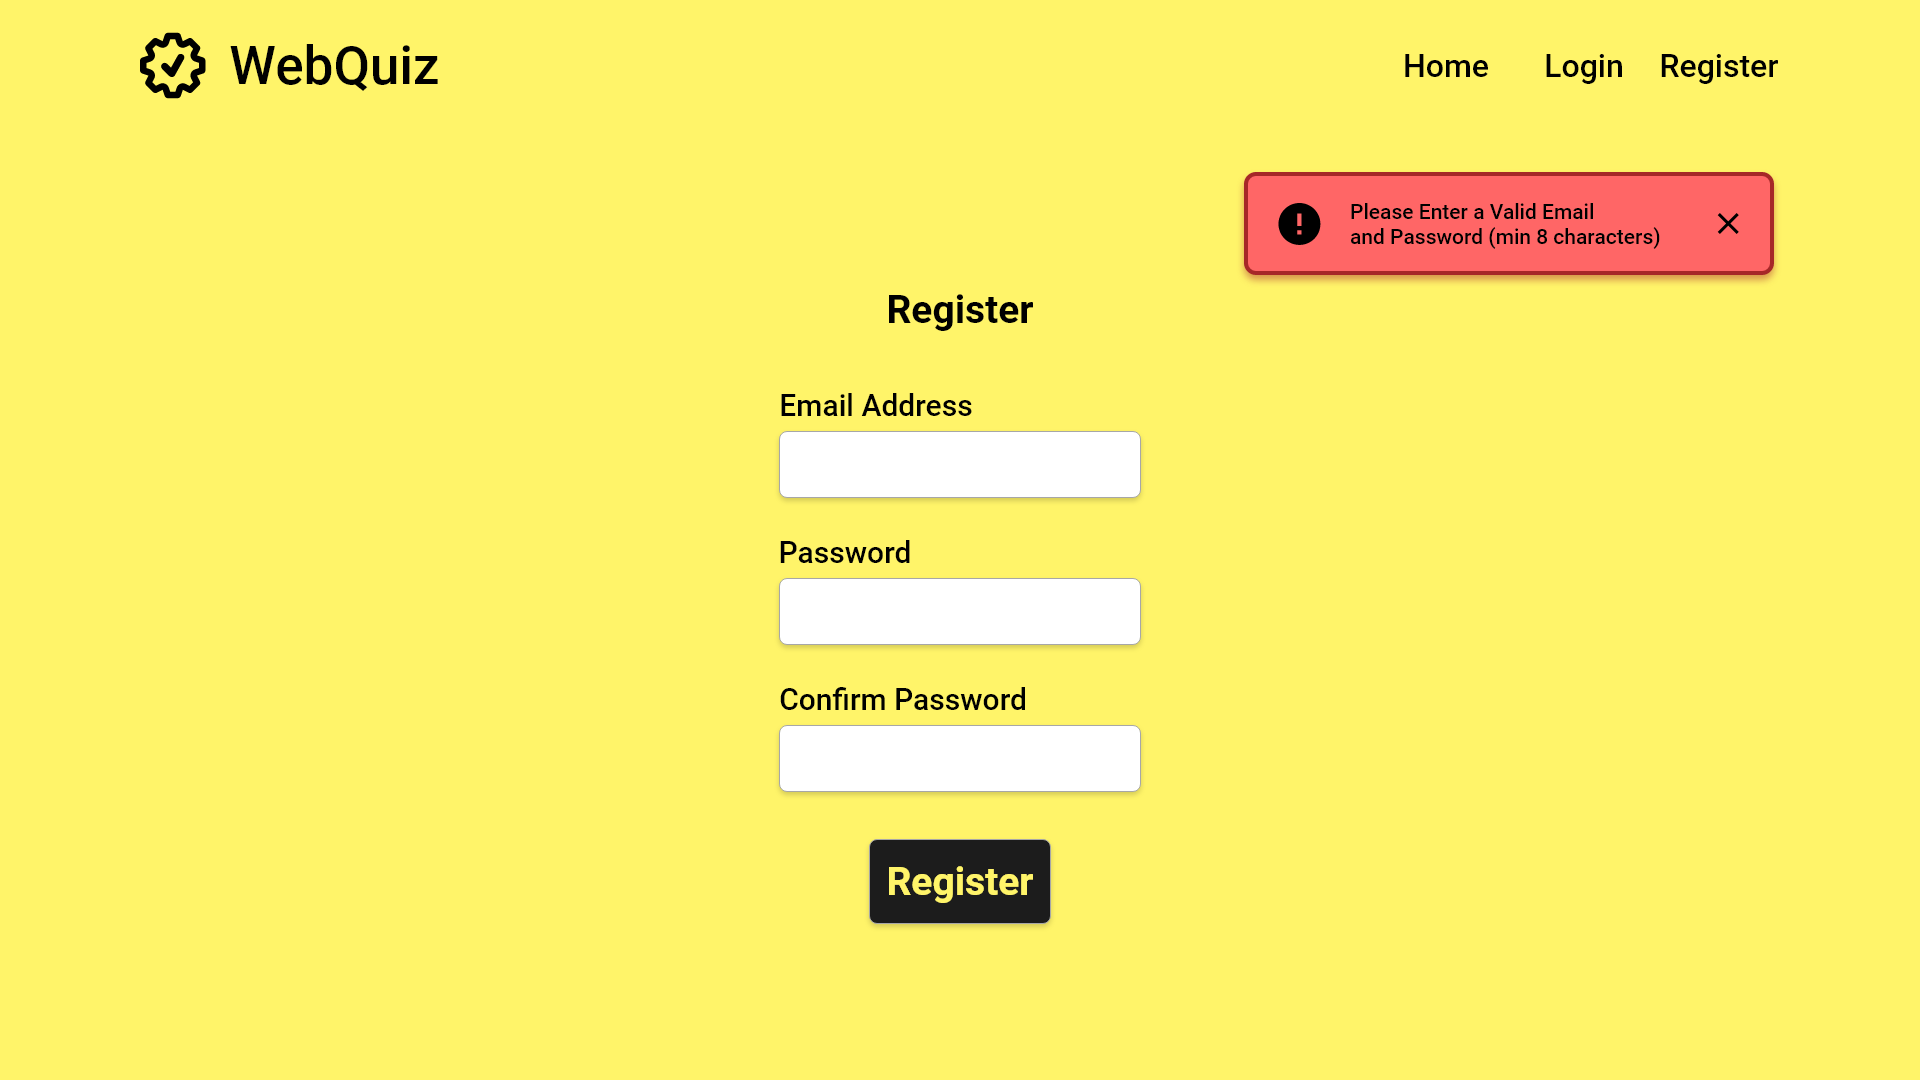 WebQuiz
Home Login Register
Please Enter a Valid Email
and Password (min 8 characters)
Register
Email Address
Password
Confirm Password
Register